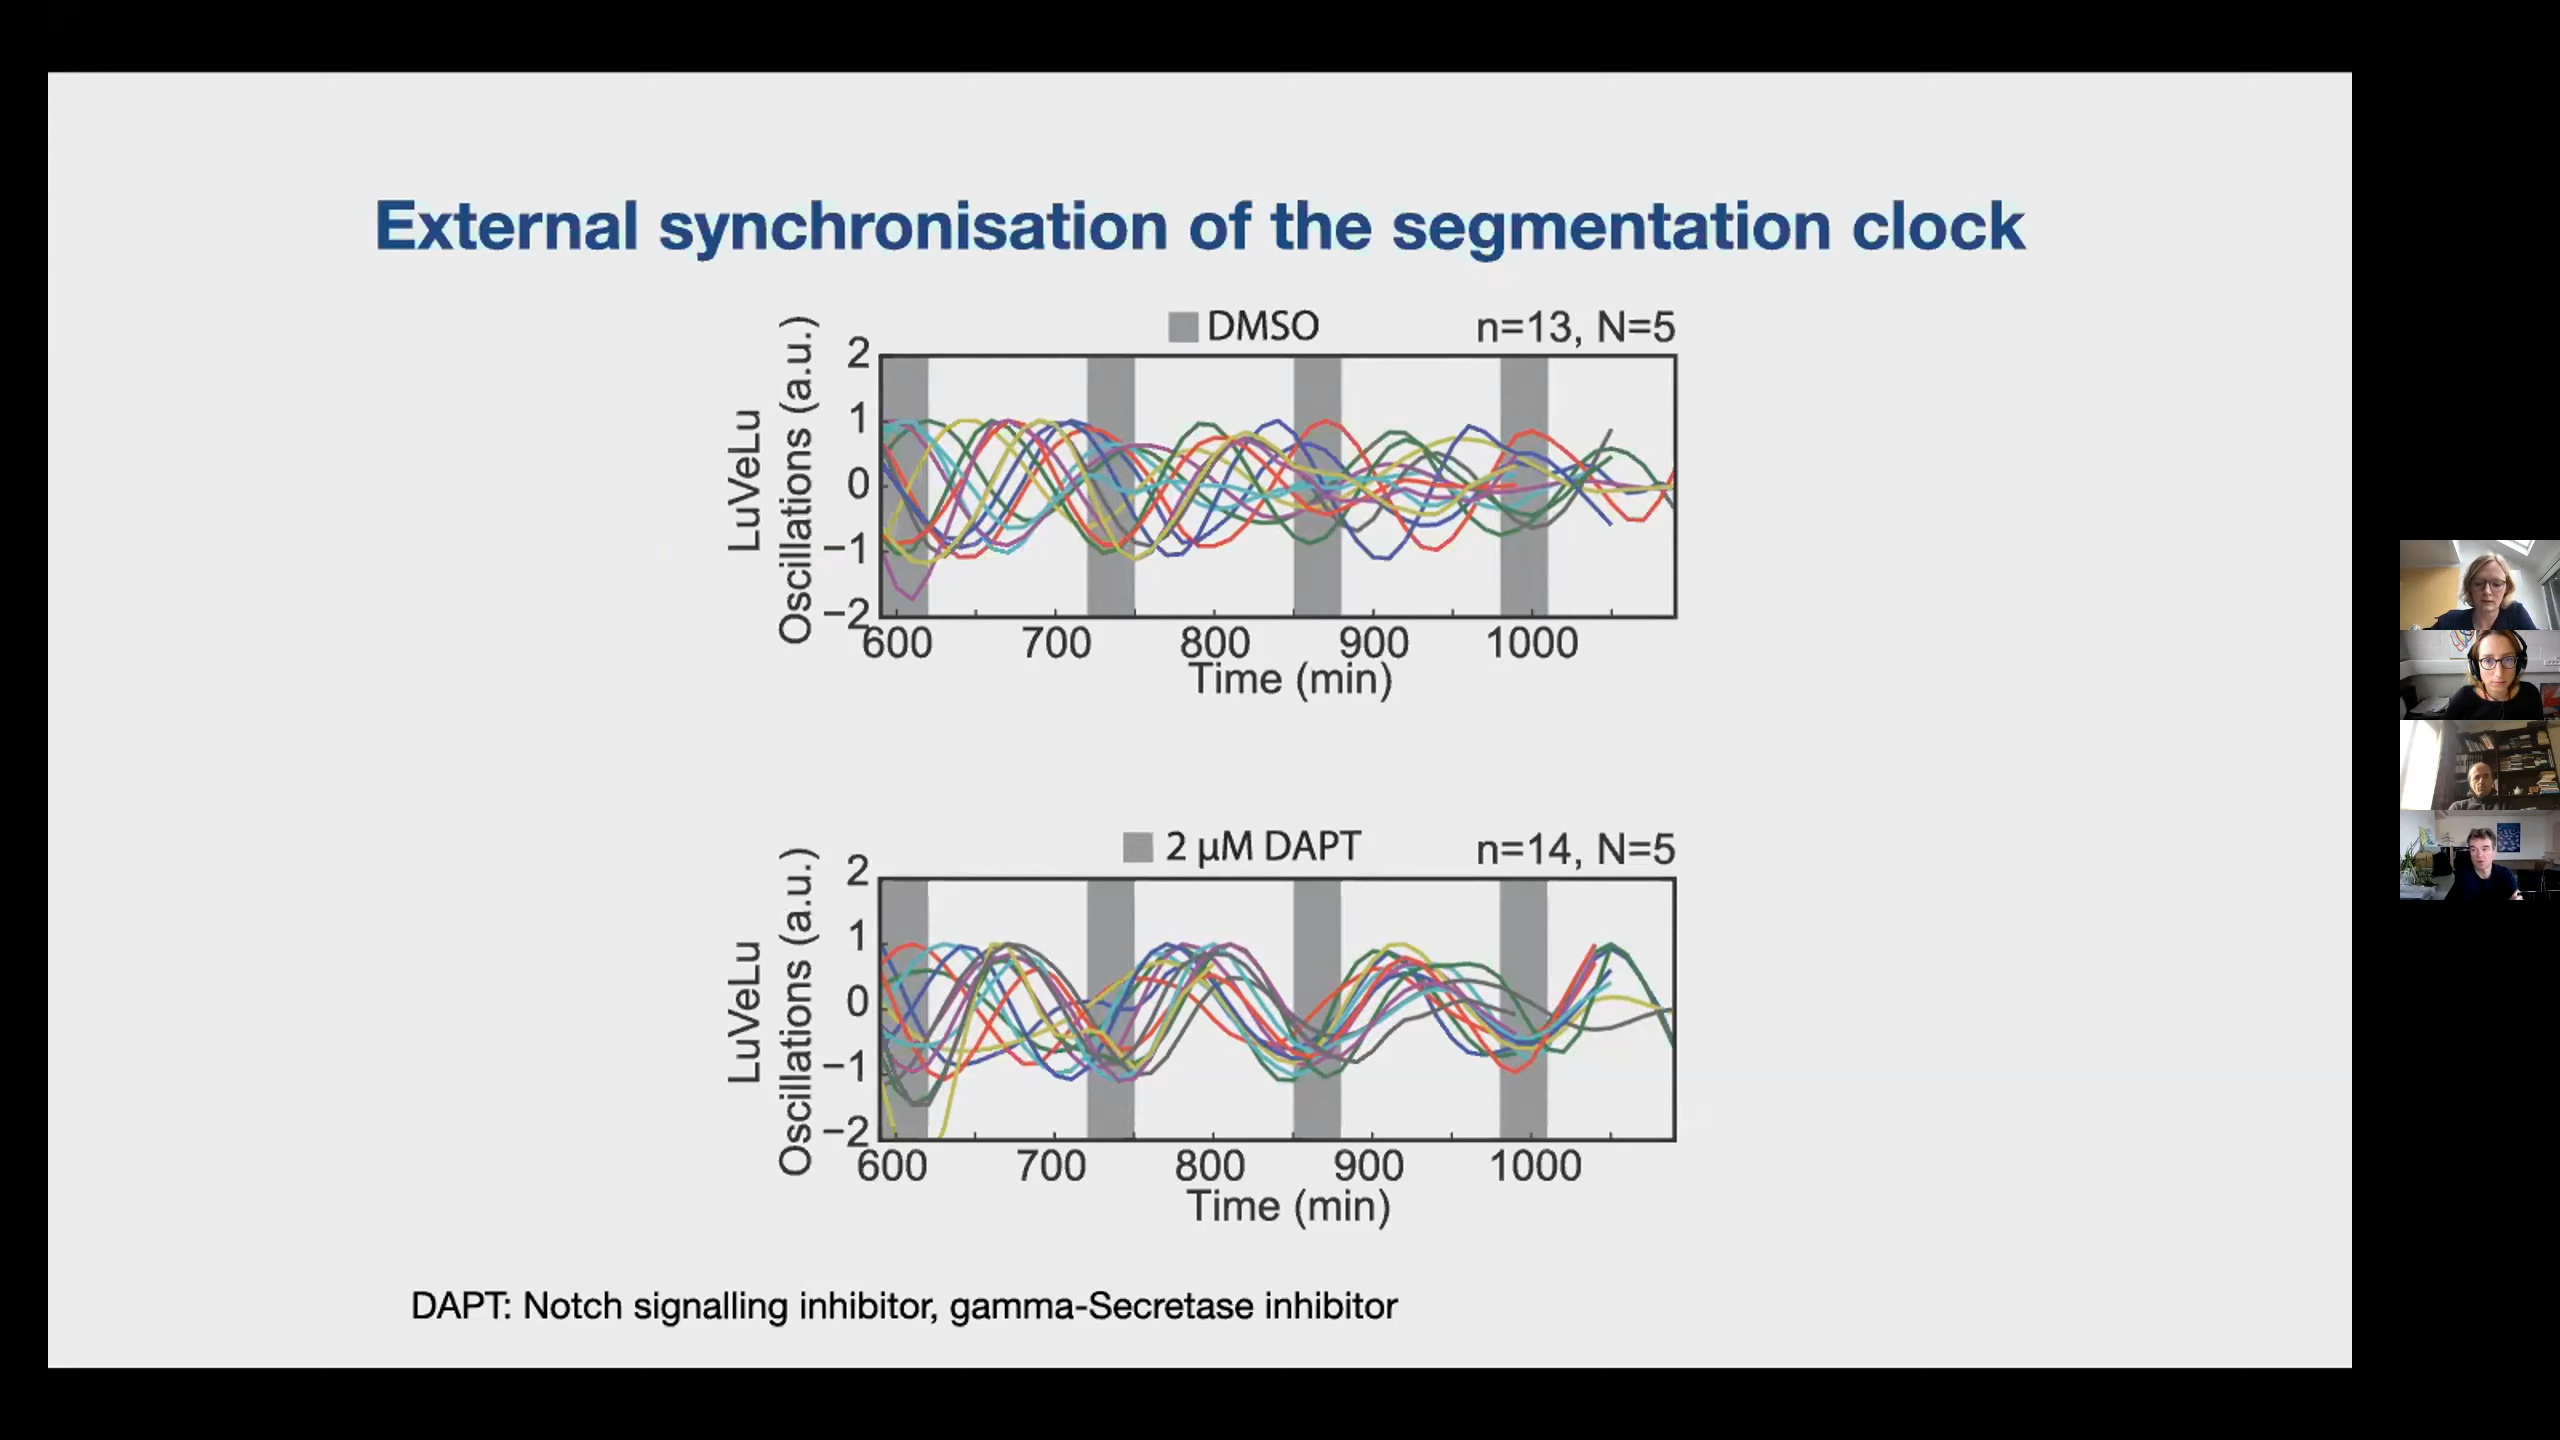 External synchronisation of the segmentation clock
DMSO
n=13, N=5
LuVeLu
Oscillations (a.u.)
2
1
0
−1
−2
600 700 800 900 1000
Time (min)
2 µM DAPT
n=14, N=5
LuVeLu
Oscillations (a.u.)
2
1
0
−1
−2
600 700 800 900 1000
Time (min)
DAPT: Notch signalling inhibitor, gamma-Secretase inhibitor